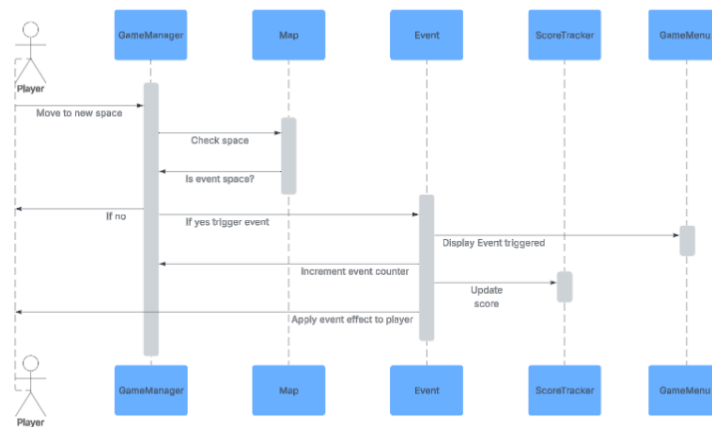 GameManager
Map
Event
ScoreTracker
GameMenu
Player
Move to new space
Check space
Is event space?
If no
If yes trigger event
Display Event triggered
Increment event counter
Update
score
Apply event effect to player
GameManager
Map
Event
ScoreTracker
GameMenu
Player